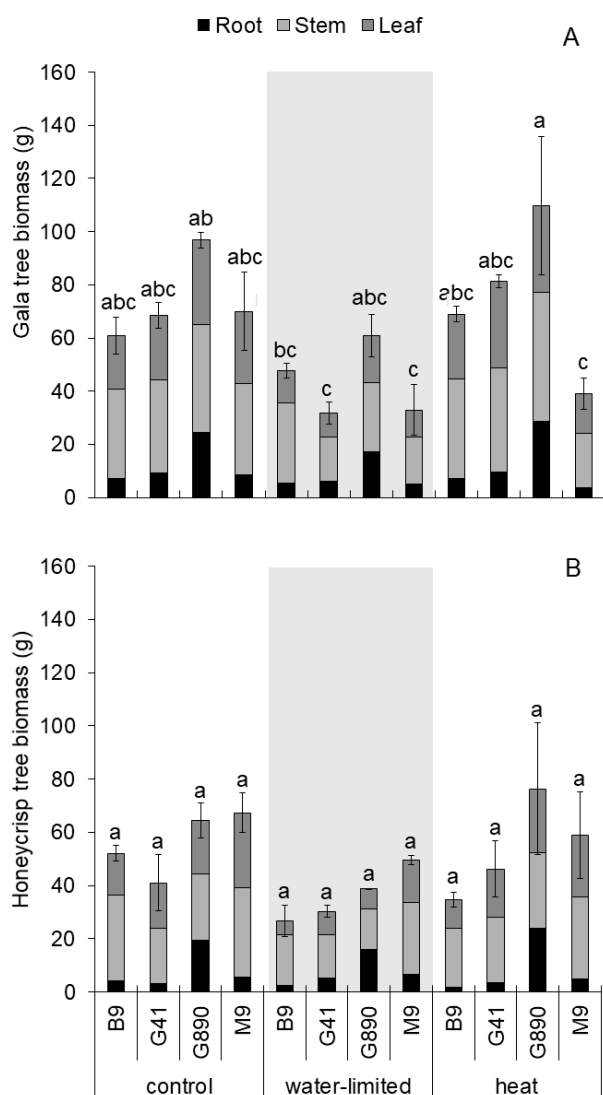 Root Stem Leaf
A
Gala tree biomass (g)
160
140
120
100
80
60
40
20
0
abc
abc
ab
abc
bc
c
abc
c
abc
abc
a
c
B
Honeycrisp tree biomass (g)
160
140
120
100
80
60
40
20
0
a
a
a
a
a
a
a
a
a
a
a
a
B9 G41 G890 M9 B9 G41 G890 M9 B9 G41 G890 M9
control water-limited heat